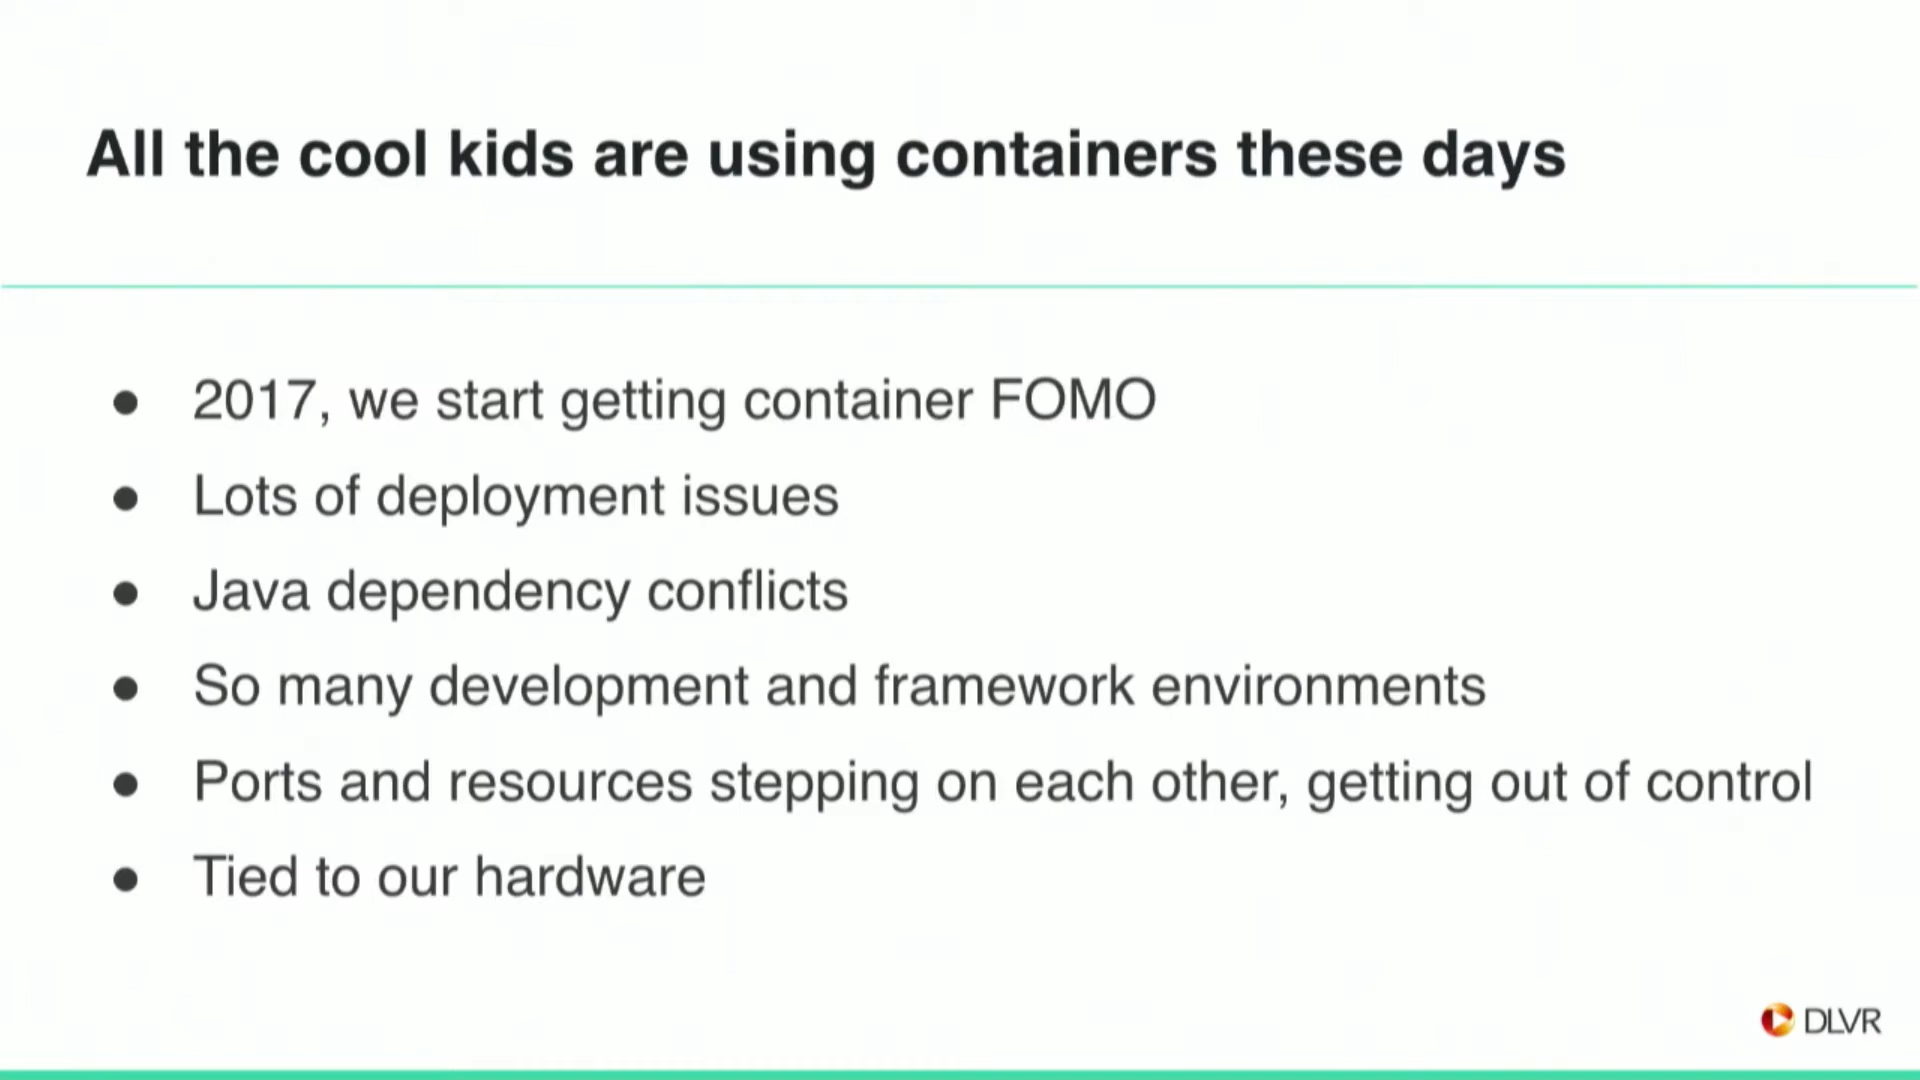 All the cool kids are using containers these days
● 2017, we start getting container FOMO
● Lots of deployment issues
● Java dependency conflicts
● So many development and framework environments
● Ports and resources stepping on each other, getting out of control
● Tied to our hardware
DLVR